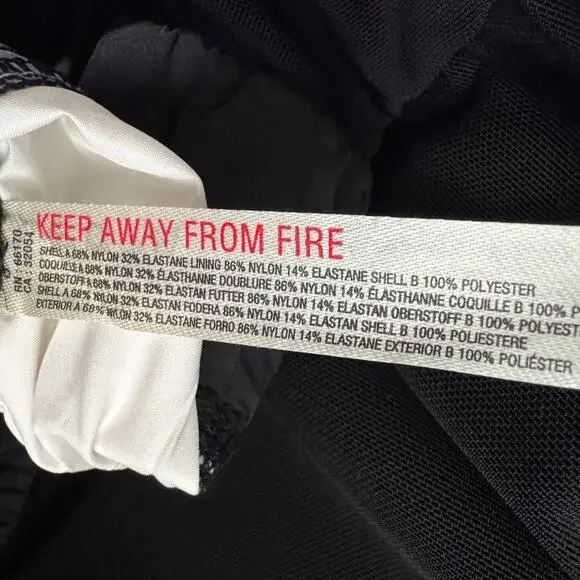 KEEP AWAY FROM FIRE
SHELL A 68% NYLON 32% ELASTANE LINING 86% NYLON 14% ELASTANE SHELL B 100% POLYESTER
COQUILLE A 68% NYLON 32% ÉLASTHANNE DOUBLURE 86% NYLON 14% ÉLASTHANNE COQUILLE B 100%
OBERSTOFF A 68% NYLON 32% ELASTAN FUTTER 86% NYLON 14% ELASTAN OBERSTOFF B 100% POLYEST
SHELL A 68% NYLON 32% ELASTAN FODERA 86% NYLON 14% ELASTAN SHELL B 100% POLIESTERE
EXTERIOR A 68% NYLON 32% ELASTANE FORRO 86% NYLON 14% ELASTANE EXTERIOR B 100% POLIÉSTER
CA 32054